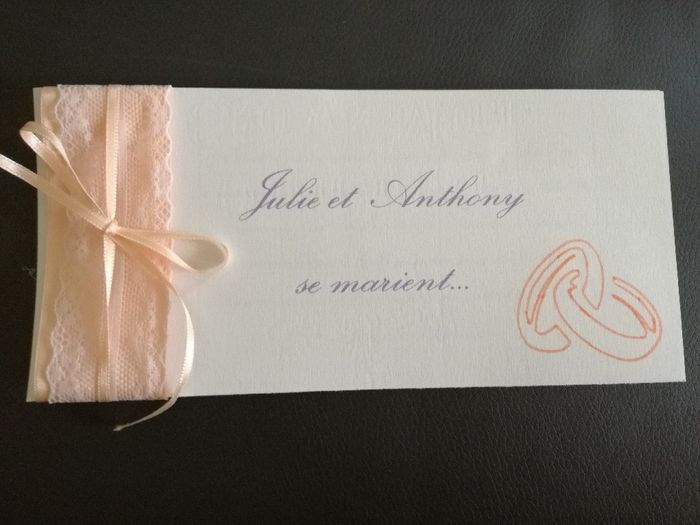 Julie et Anthony
se marient...